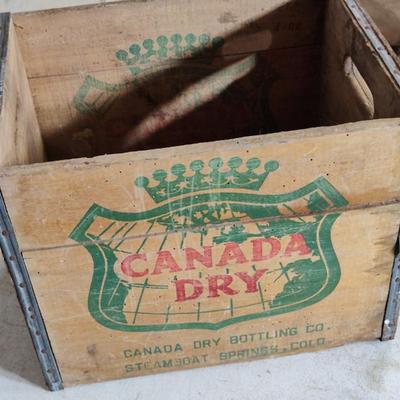 CANADA
DRY
CANADA DRY BOTTLING CO.
STEAMBOAT SPRINGS, COLO.